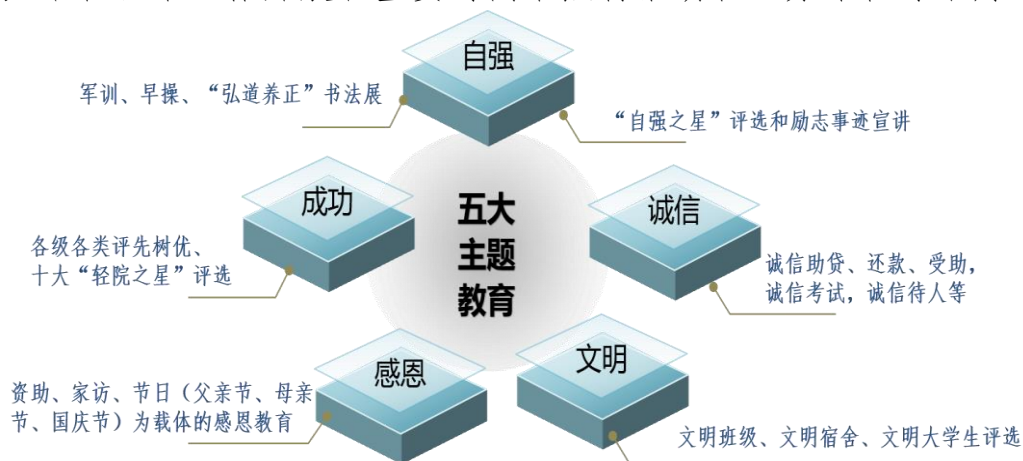 自强
军训、早操、“弘道养正”书法展
“自强之星”评选和励志事迹宣讲
成功
诚信
五大
主题
教育
各级各类评先树优、
十大“轻院之星”评选
诚信助贷、还款、受助，
诚信考试，诚信待人等
感恩
文明
资助、家访、节日（父亲节、母亲
节、国庆节）为载体的感恩教育
文明班级、文明宿舍、文明大学生评选